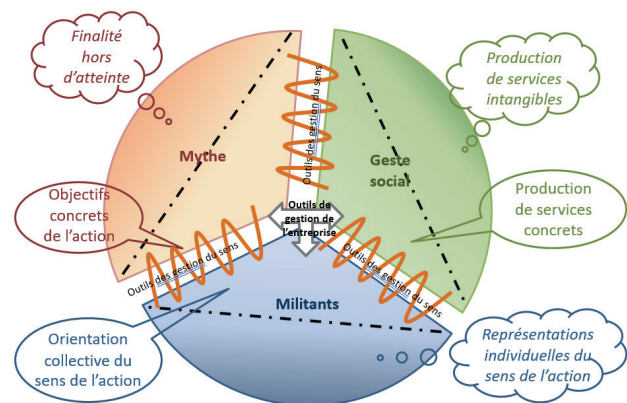 Finalité
hors
d'atteinte
Production
de services
intangibles
Mythe
Outils des gestion du sens
Geste
social
Objectifs
concrets
de l'action
Production
de services
concrets
Outils de
gestion de
l'entreprise
Outils des gestion du sens
Outils des gestion du sens
Militants
Orientation
collective du
sens de l'action
Représentations
individuelles du
sens de l'action